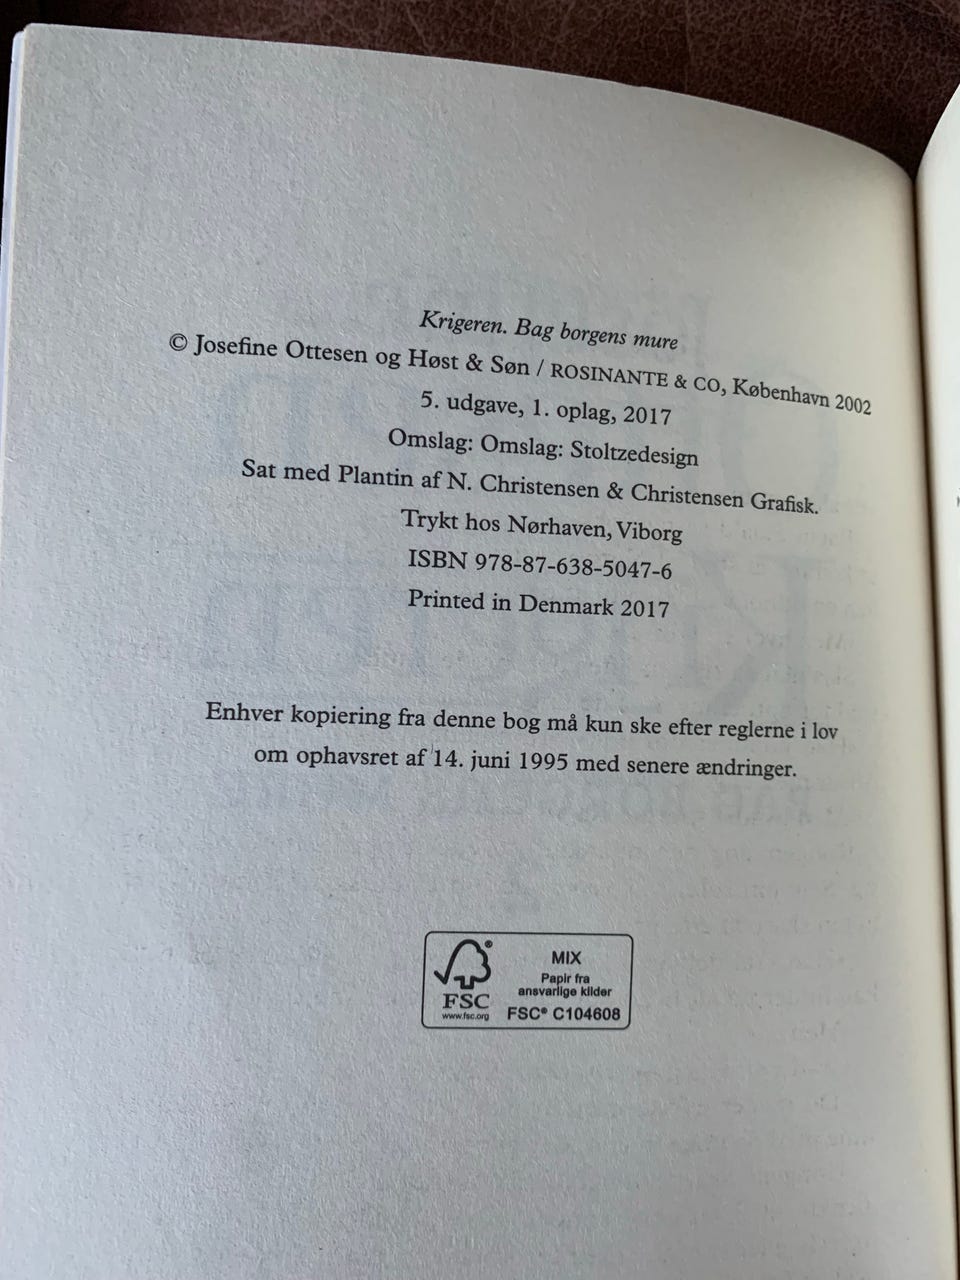 Krigeren. Bag borgens mure
© Josefine Ottesen og Høst & Søn / ROSINANTE & CO, København 2002
5. udgave, 1. oplag, 2017
Omslag: Omslag: Stoltzedesign
Sat med Plantin af N. Christensen & Christensen Grafisk.
Trykt hos Nørhaven, Viborg
ISBN 978-87-638-5047-6
Printed in Denmark 2017
Enhver kopiering fra denne bog må kun ske efter reglerne i lov
om ophavsret af 14. juni 1995 med senere ændringer.
FSC
www.fsc.org
MIX
Papir fra
ansvarlige kilder
FSC® C104608